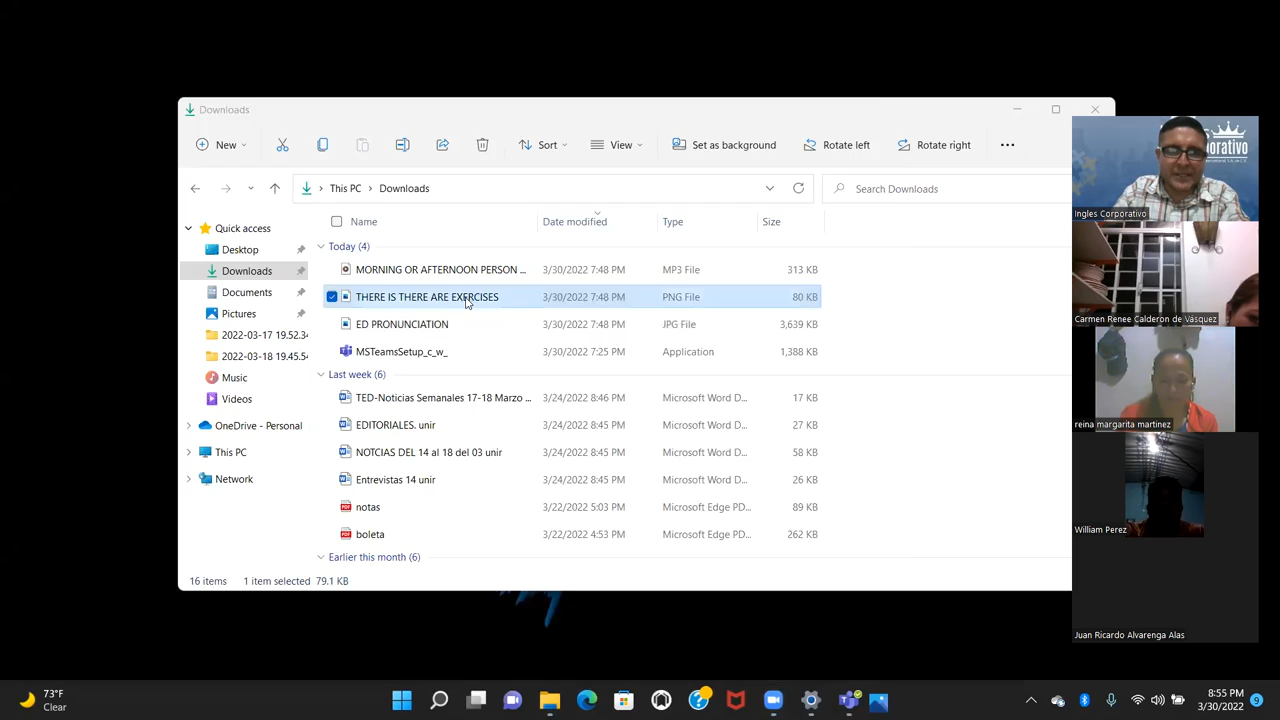 Downloads
New
Sort
View
Set as background
Rotate left
Rotate right
This PC
Downloads
Search Downloads
Quick access
Desktop
Downloads
Documents
Pictures
2022-03-17 19.52.3
2022-03-18 19.45.5
Music
Videos
OneDrive - Personal
This PC
Network
Name Date modified Type Size
Today (4)
MORNING OR AFTERNOON PERSON ... 3/30/2022 7:48 PM MP3 File 313 KB
THERE IS THERE ARE EXERCISES 3/30/2022 7:48 PM PNG File 80 KB
ED PRONUNCIATION 3/30/2022 7:48 PM JPG File 3,639 KB
MSTeamsSetup_c_w_ 3/30/2022 7:25 PM Application 1,388 KB
Last week (6)
TED-Noticias Semanales 17-18 Marzo ... 3/24/2022 8:46 PM Microsoft Word D... 17 KB
EDITORIALES. unir 3/24/2022 8:45 PM Microsoft Word D... 27 KB
NOTCIAS DEL 14 al 18 del 03 unir 3/24/2022 8:45 PM Microsoft Word D... 58 KB
Entrevistas 14 unir 3/24/2022 8:45 PM Microsoft Word D... 26 KB
notas 3/22/2022 5:03 PM Microsoft Edge PD... 89 KB
boleta 3/22/2022 4:53 PM Microsoft Edge PD... 262 KB
Earlier this month (6)
16 items 1 item selected 79.1 KB
orporativo
Ingles Corporativo
Carmen Renee Calderon de Vásquez
reina margarita martinez
William Perez
Juan Ricardo Alvarenga Alas
73°F
Clear
8:55 PM
3/30/2022
9